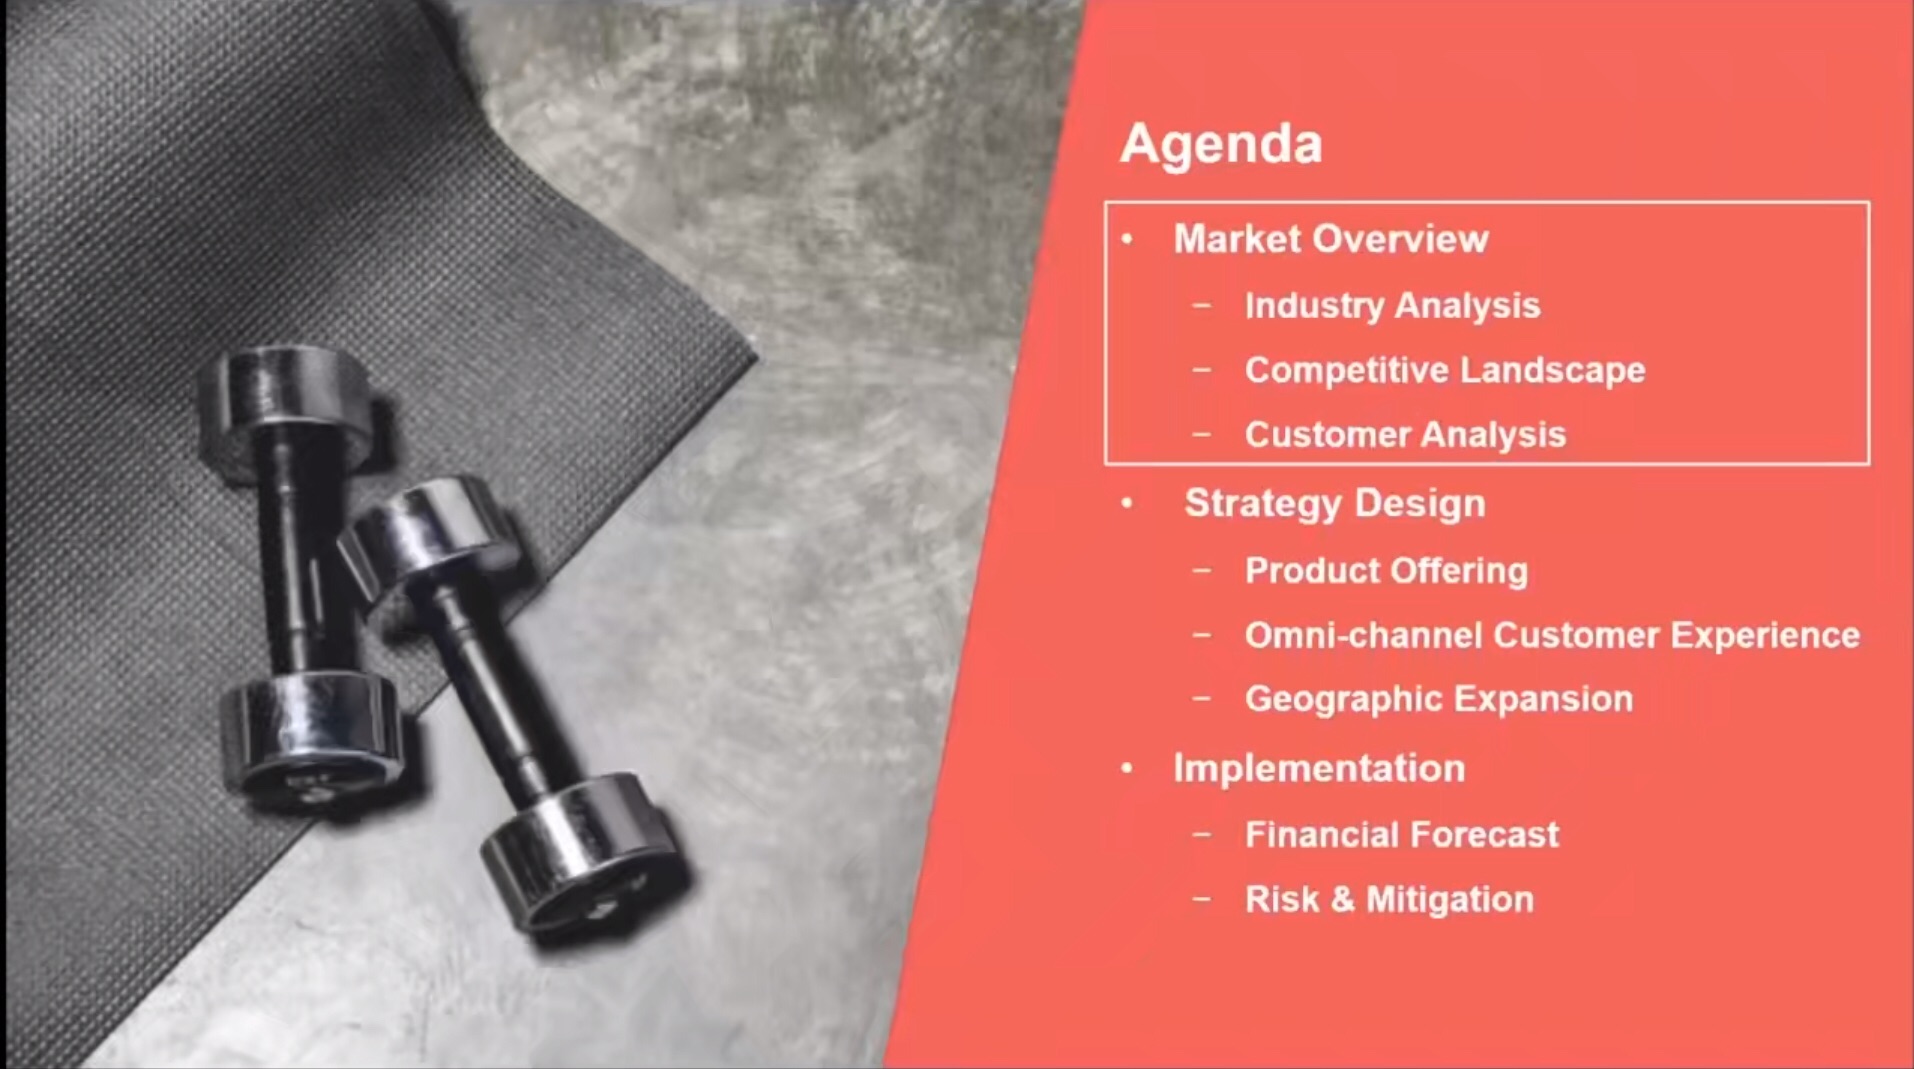 Agenda
• Market Overview
– Industry Analysis
– Competitive Landscape
– Customer Analysis
• Strategy Design
– Product Offering
– Omni-channel Customer Experience
– Geographic Expansion
• Implementation
– Financial Forecast
– Risk & Mitigation